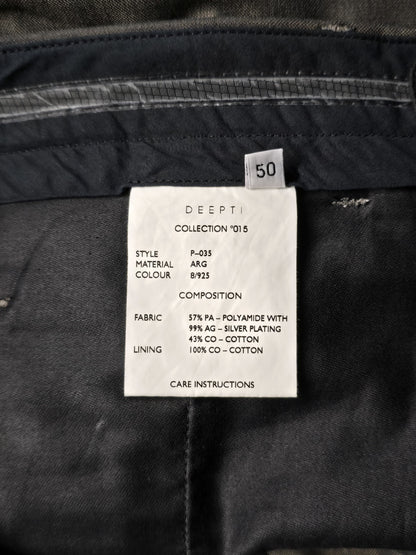 50
DEEPTI
COLLECTION °015
STYLE P–035
MATERIAL ARG
COLOUR B/925
COMPOSITION
FABRIC 57% PA – POLYAMIDE WITH
99% AG – SILVER PLATING
43% CO – COTTON
LINING 100% CO – COTTON
CARE INSTRUCTIONS